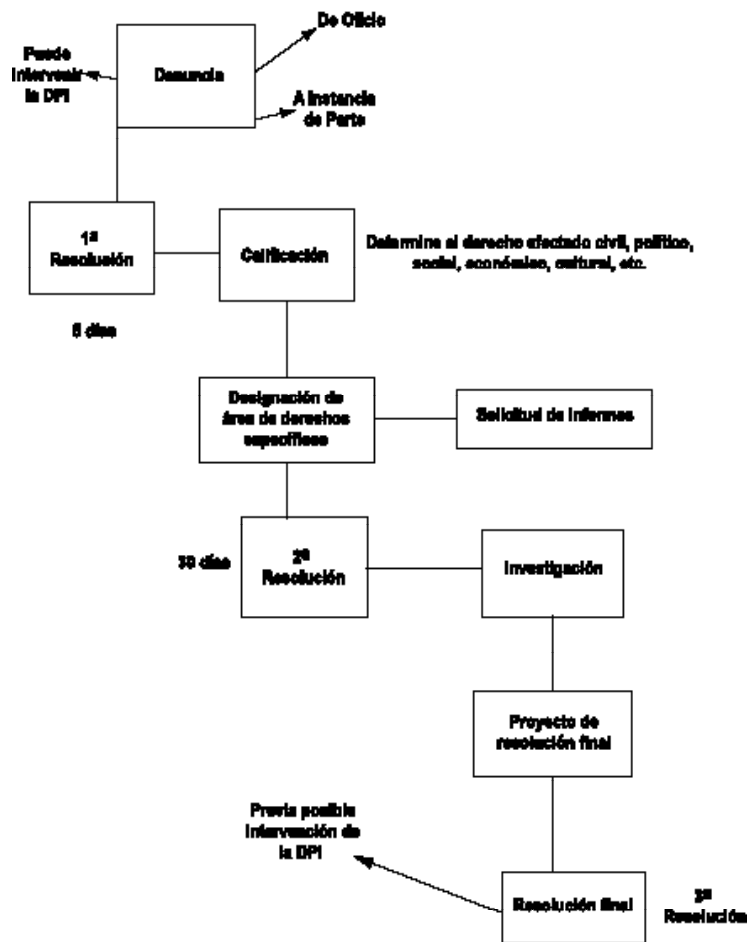 De Oficio
Puede
intervenir
la DPI
Denuncia
A instancia
de Parte
1ª
Resolución
Calificación
Determina el derecho afectado civil, político,
social, económico, cultural, etc.
5 días
Designación de
área de derechos
específicos
Solicitud de informes
30 días
2ª
Resolución
Investigación
Proyecto de
resolución final
Previa posible
intervención de
la DPI
Resolución final
3ª
Resolución